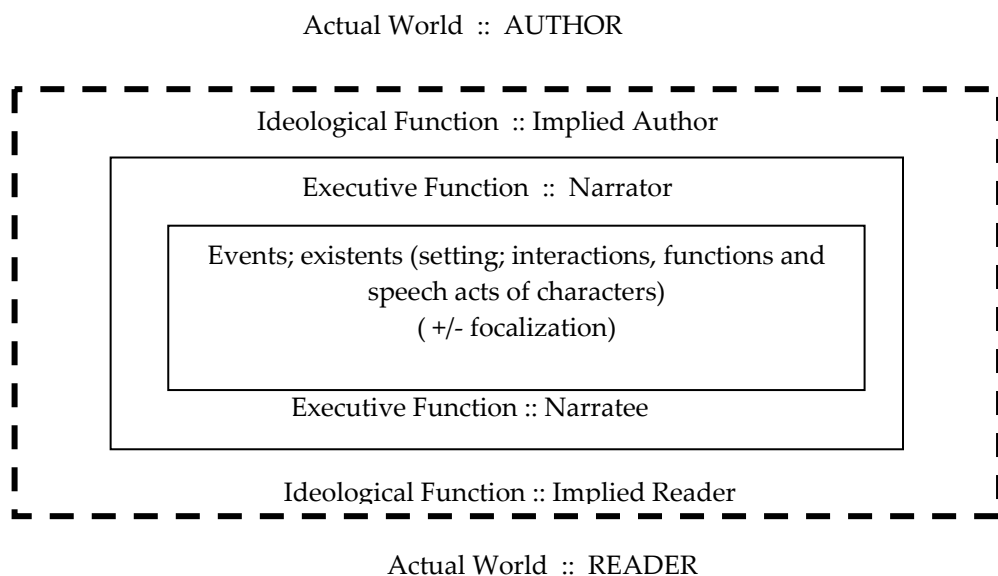 Actual World :: AUTHOR
Ideological Function :: Implied Author
Executive Function :: Narrator
Events; existents (setting; interactions, functions and
speech acts of characters)
( +/- focalization)
Executive Function :: Narratee
Ideological Function :: Implied Reader
Actual World :: READER